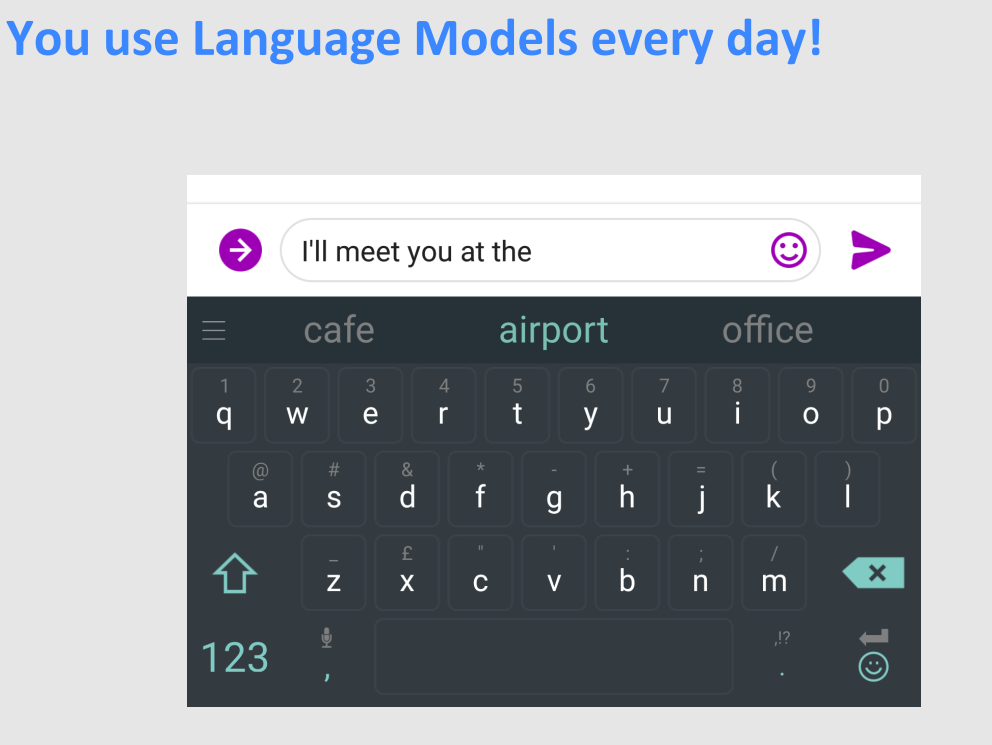 You use Language Models every day!
I'll meet you at the
cafe airport office
1 2 3 4 5 6 7 8 9 0
q w e r t y u i o p
@ # & * - + = ( )
a s d f g h j k l
_ £ " ' : ; /
z x c v b n m
123 , ,!? .